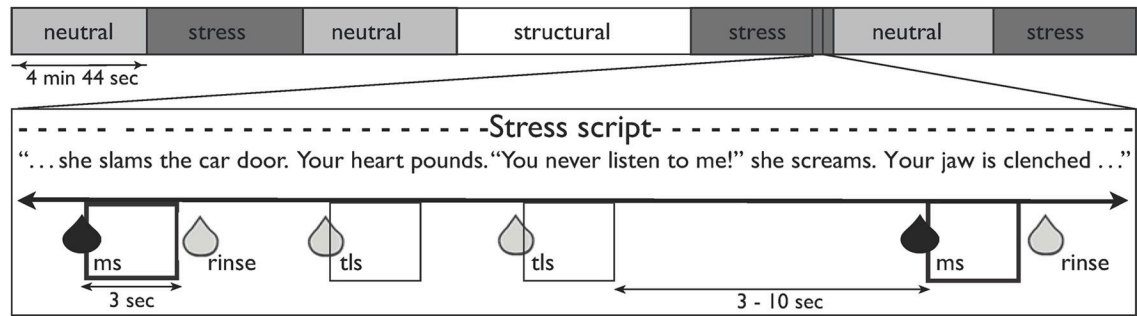 neutral stress neutral structural stress neutral stress
4 min 44 sec
Stress script
“... she slams the car door. Your heart pounds. “You never listen to me!” she screams. Your jaw is clenched ...”
ms rinse tls tls ms rinse
3 sec 3 - 10 sec